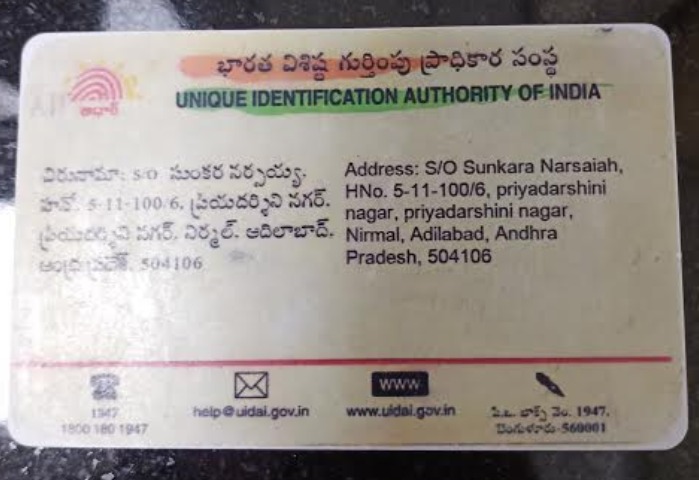 భారత విశిష్ట గుర్తింపు ప్రాధికార సంస్థ
UNIQUE IDENTIFICATION AUTHORITY OF INDIA
ఆధార్
చిరునామా: S/O సుంకర నర్సయ్య,
హనో. 5-11-100/6, ప్రియదర్శిని నగర్.
ప్రియదర్శిని నగర్. నిర్మల్. ఆదిలాబాద్.
ఆంధ్ర ప్రదేశ్. 504106
Address: S/O Sunkara Narsaiah,
HNo. 5-11-100/6, priyadarshini
nagar, priyadarshini nagar,
Nirmal, Adilabad, Andhra
Pradesh, 504106
1947
1800 180 1947
help@uidai.gov.in
www
www.uidai.gov.in
పి.ఒ. బాక్స్ నెం. 1947.
బెంగుళూరు-560001